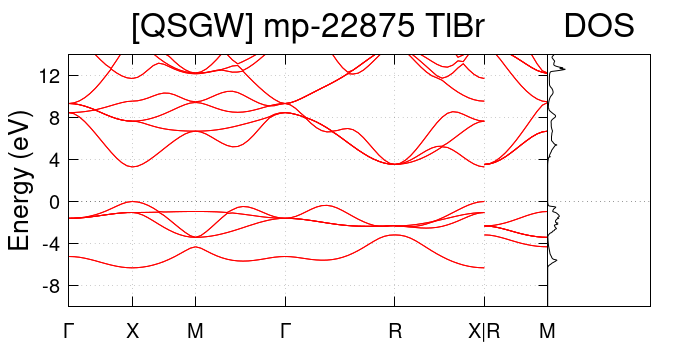 [QSGW] mp-22875 TlBr DOS
Energy (eV)
12
8
4
0
-4
-8
Γ X M Γ R X|R M